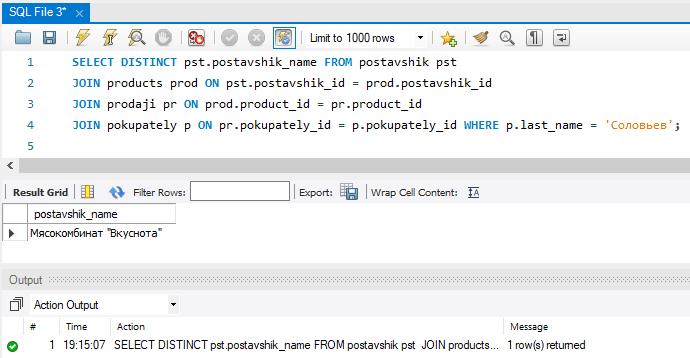 SQL File 3*
Limit to 1000 rows
1 SELECT DISTINCT pst.postavshik_name FROM postavshik pst
2 JOIN products prod ON pst.postavshik_id = prod.postavshik_id
3 JOIN prodaji pr ON prod.product_id = pr.product_id
4 JOIN pokupately p ON pr.pokupately_id = p.pokupately_id WHERE p.last_name = 'Соловьев';
5
Result Grid Filter Rows: Export: Wrap Cell Content:
postavshik_name
Мясокомбинат "Вкуснота"
Output
Action Output
# Time Action Message
1 19:15:07 SELECT DISTINCT pst.postavshik_name FROM postavshik pst JOIN products... 1 row(s) returned